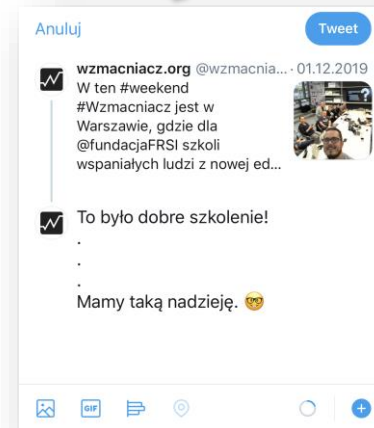 Anuluj
Tweet
wzmacniacz.org @wzmacnia... · 01.12.2019
W ten #weekend
#Wzmacniacz jest w
Warszawie, gdzie dla
@fundacjaFRSI szkoli
wspaniałych ludzi z nowej ed...
To było dobre szkolenie!
.
.
.
Mamy taką nadzieję. 🤓
GIF